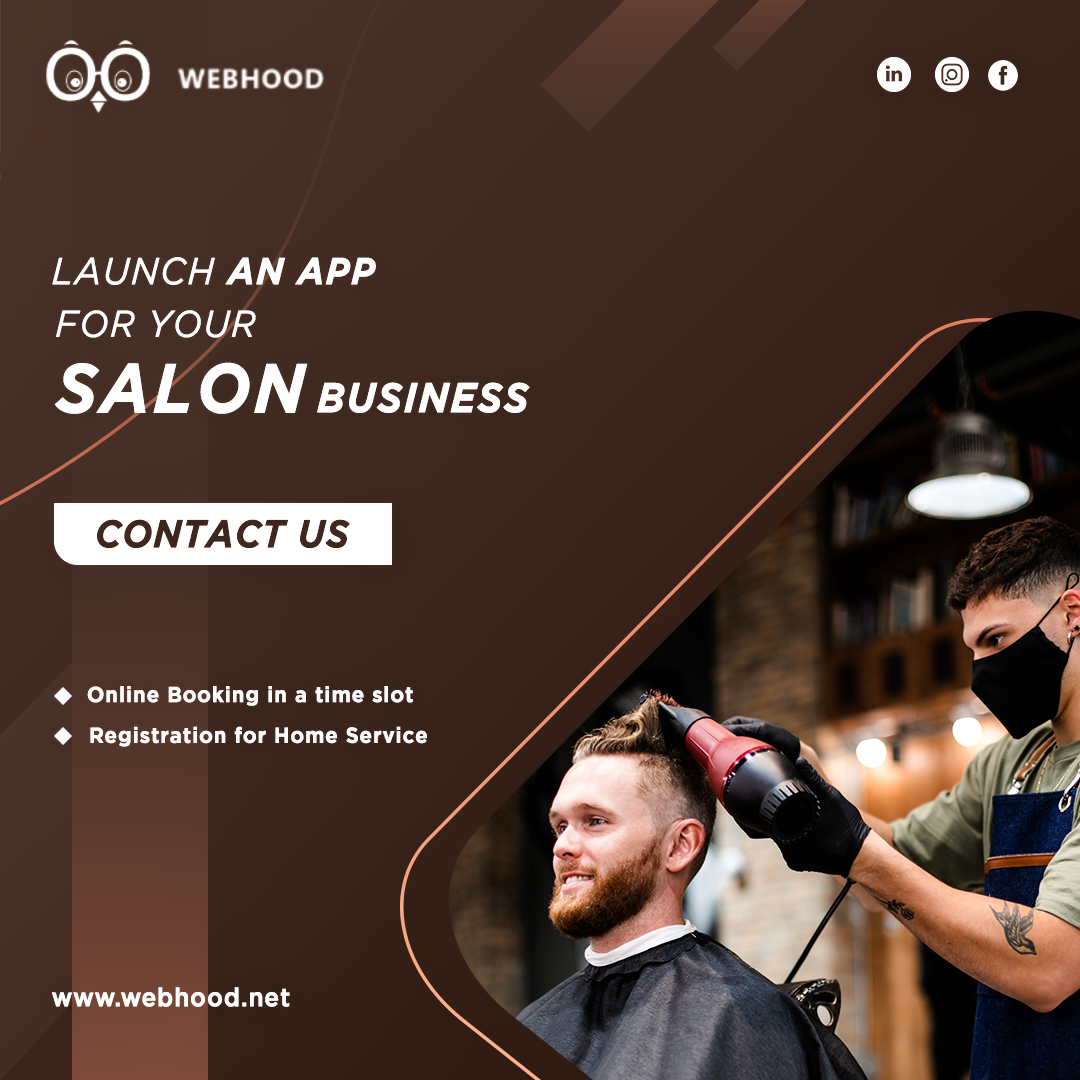 WEBHOOD
in
f
LAUNCH AN APP
FOR YOUR
SALON BUSINESS
CONTACT US
Online Booking in a time slot
Registration for Home Service
www.webhood.net